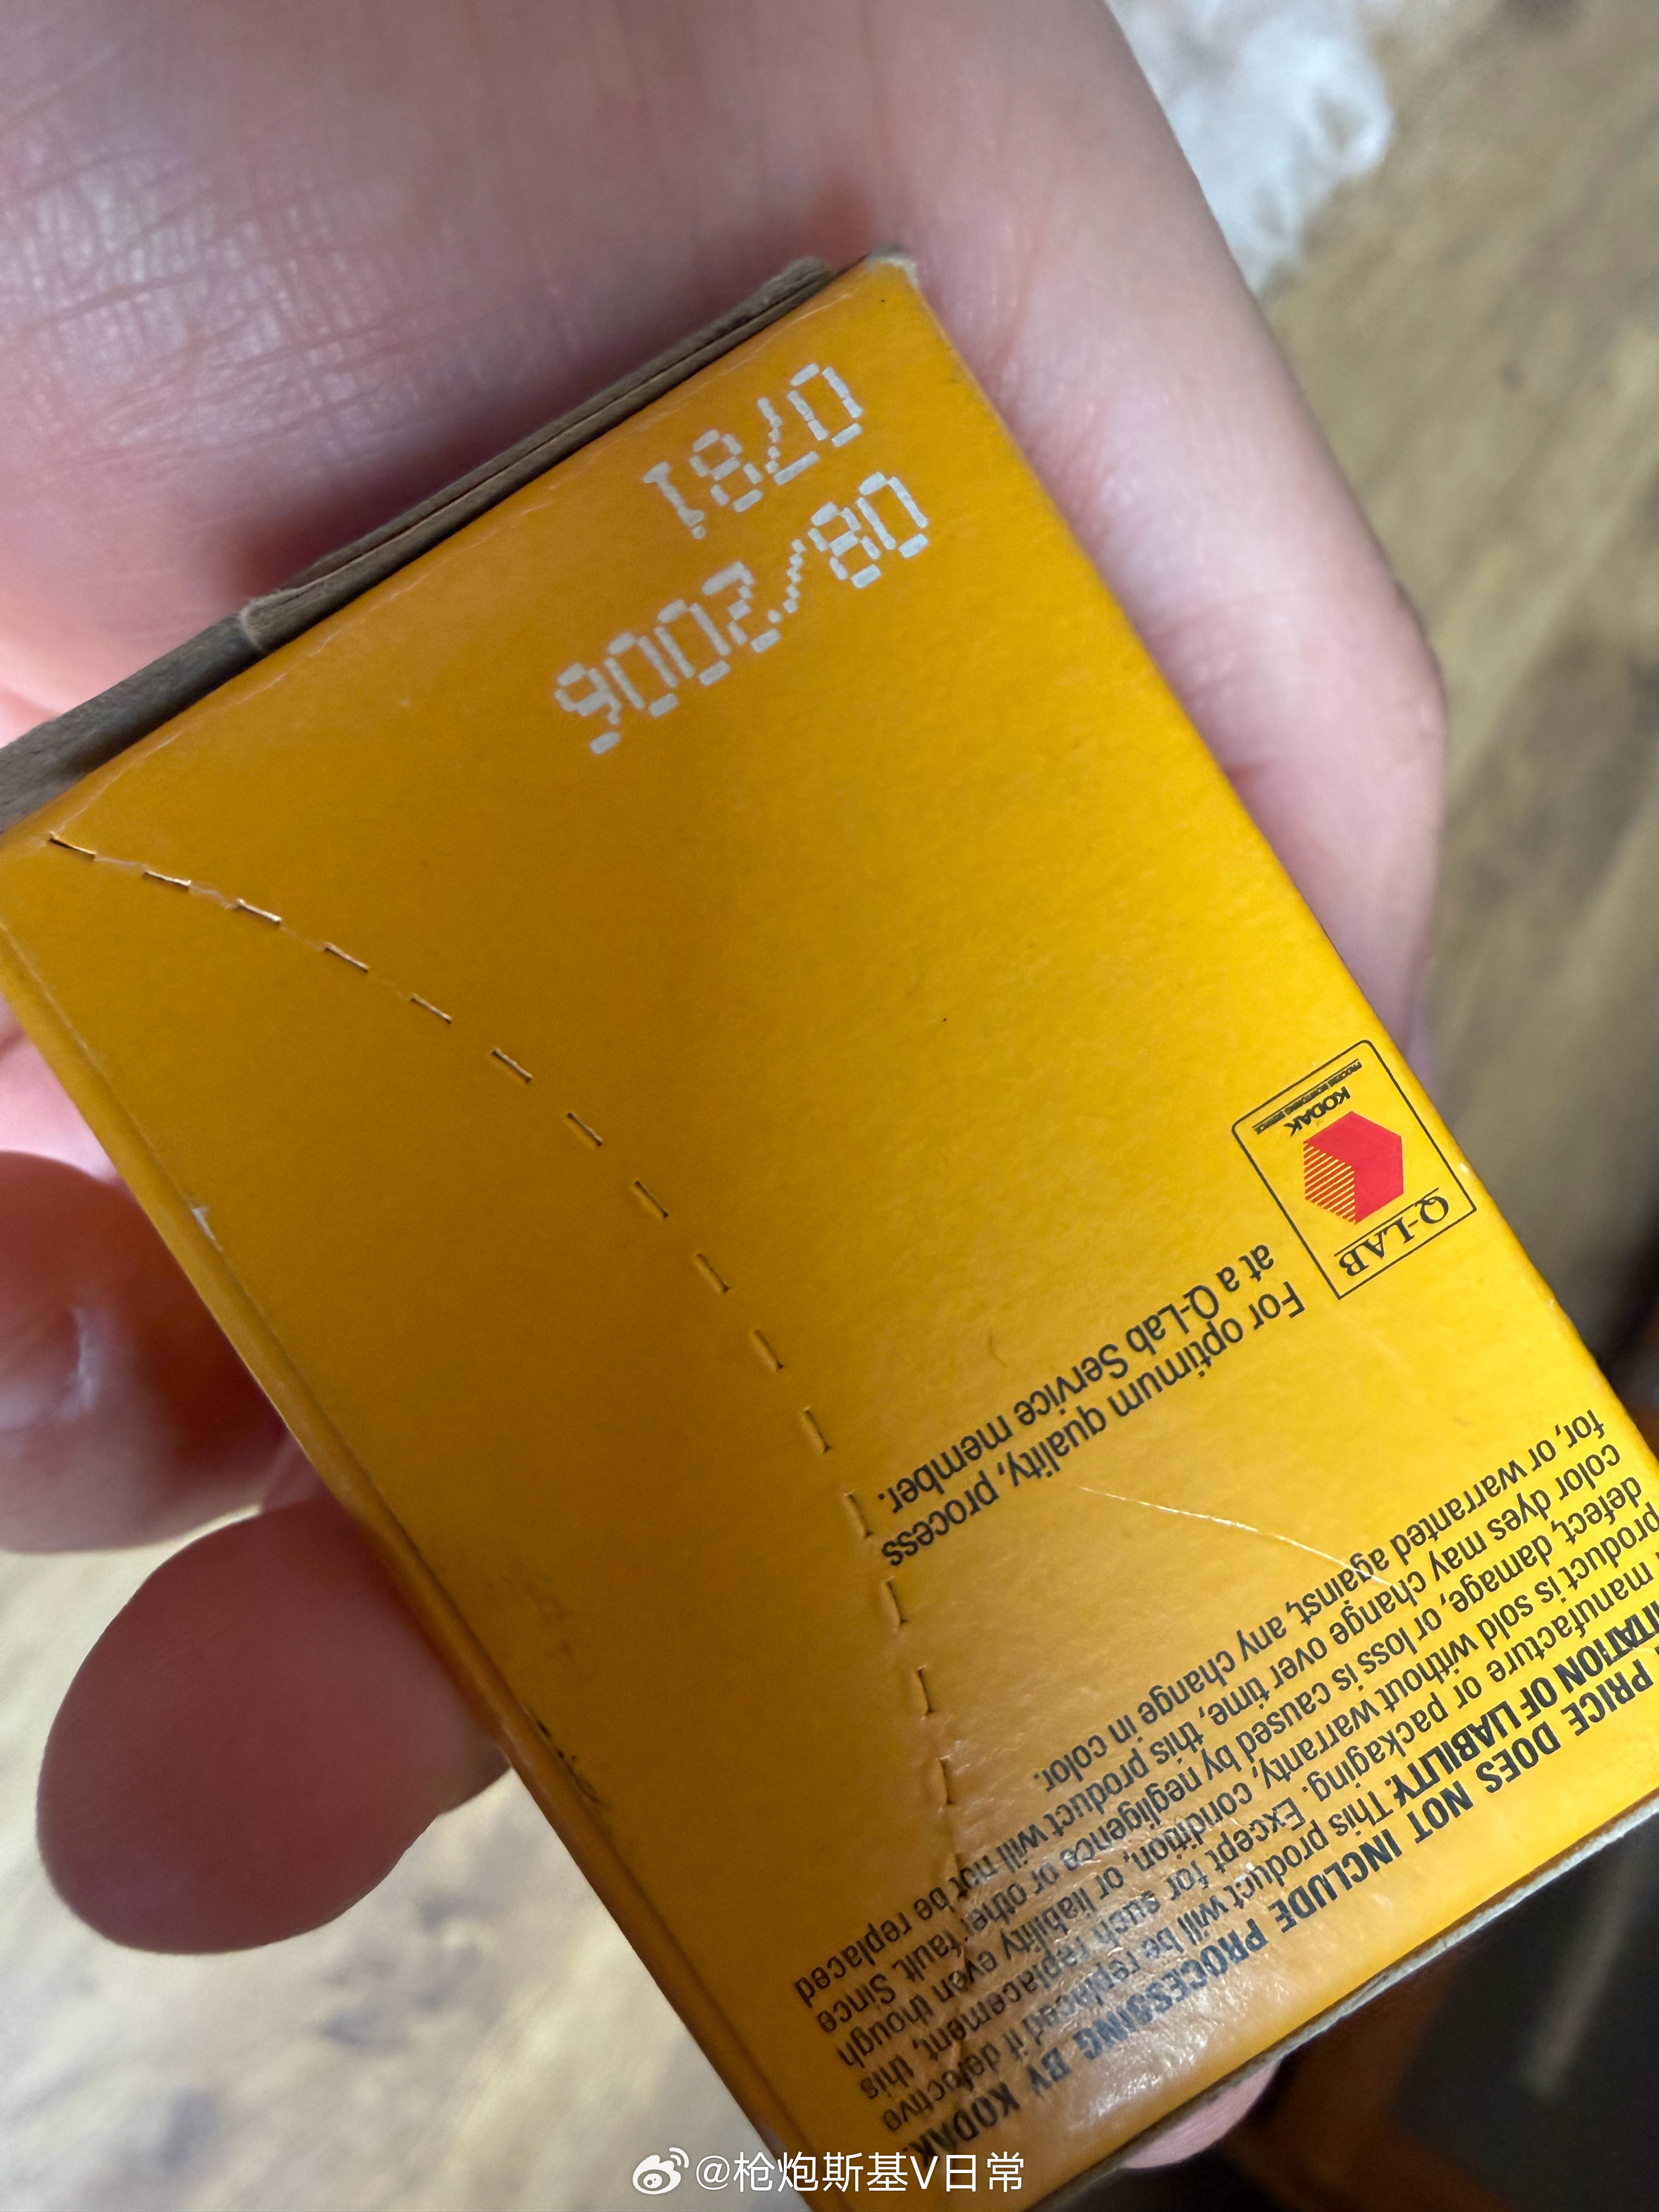 0781
08/2006
Q-LAB
KODAK
PROCESS MONITORING SERVICE
For optimum quality, process
at a Q-Lab Service member.
PRICE DOES NOT INCLUDE PROCESSING BY KODAK.
OF LIABILITY. This product will be replaced if defective
manufacture or packaging. Except for such replacement, this
product is sold without warranty, condition, or liability even though
defect, damage, or loss is caused by negligence or other fault. Since
color dyes may change over time, this product will not be replaced
for, or warranted against, any change in color.
@枪炮斯基V日常